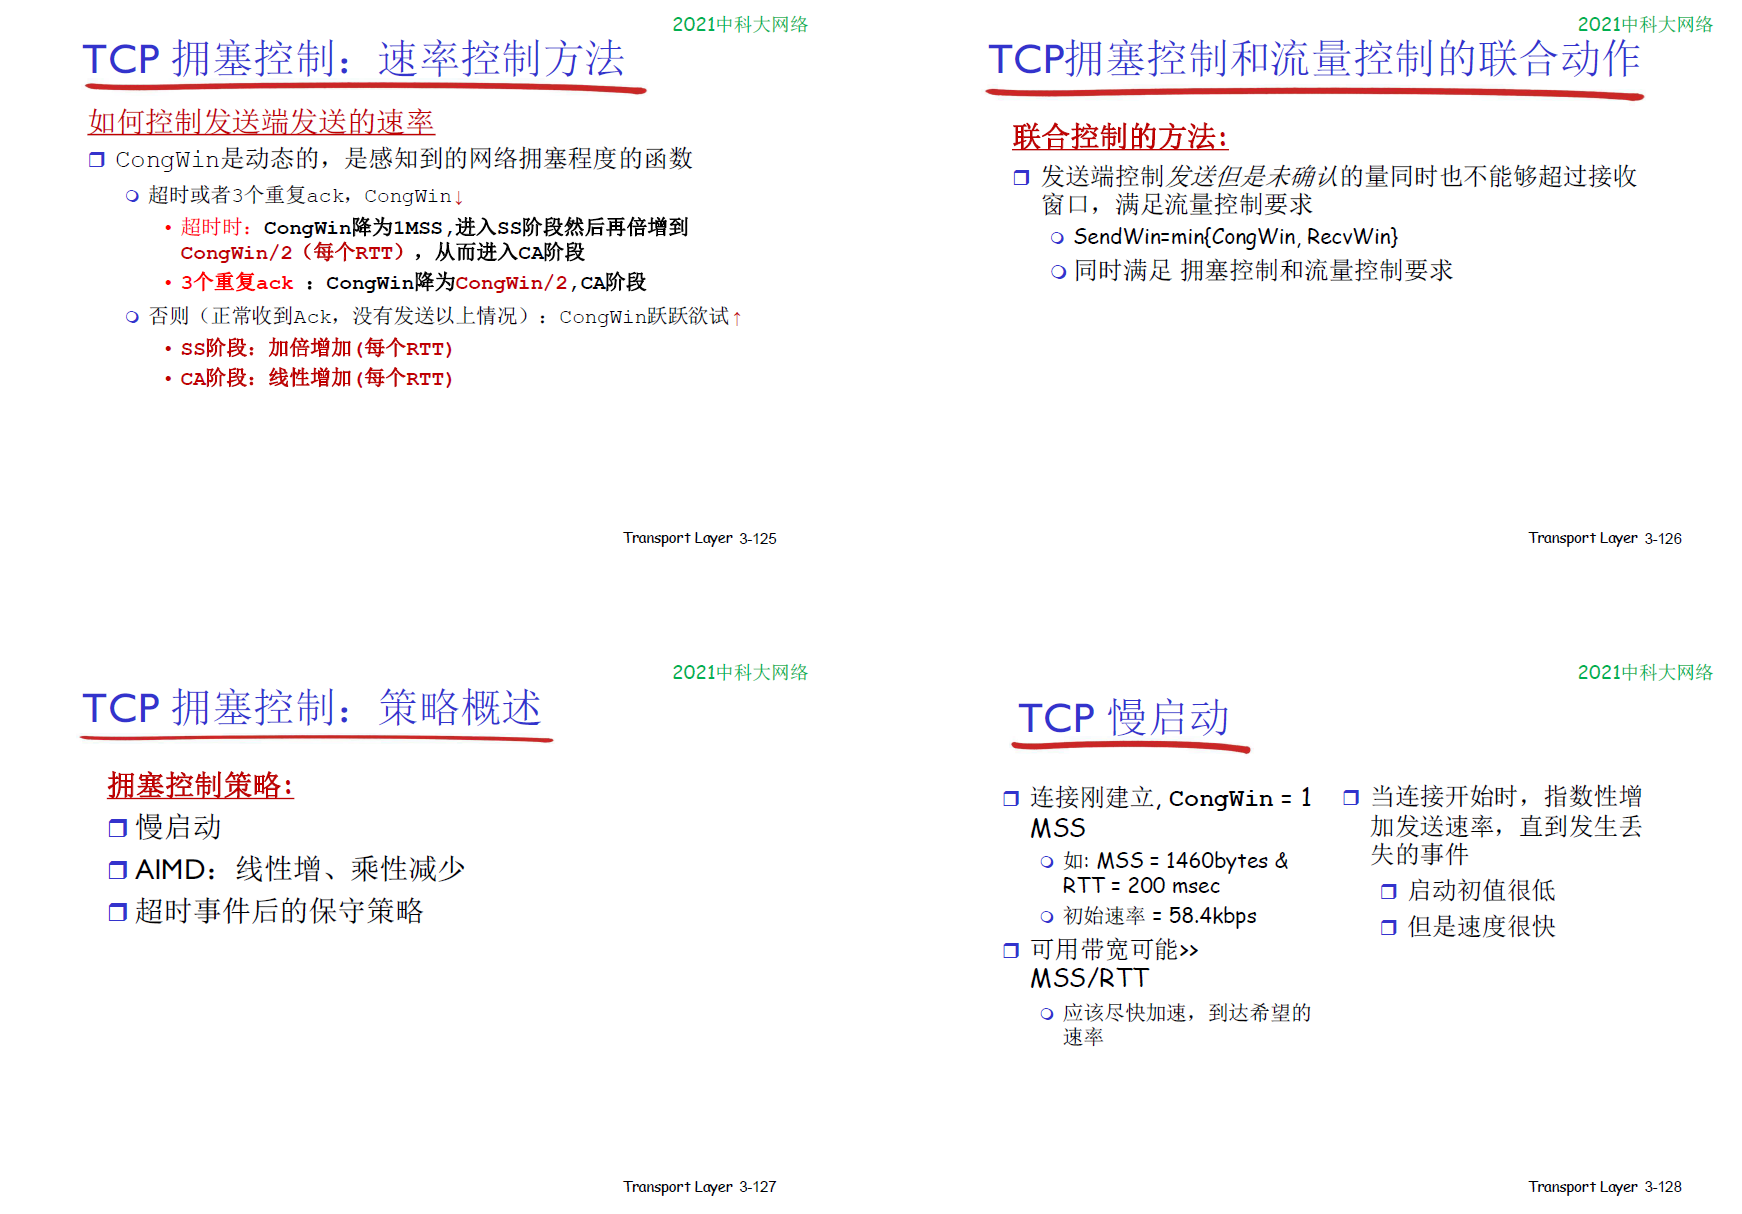 2021中科大网络
TCP 拥塞控制：速率控制方法
如何控制发送端发送的速率
CongWin是动态的，是感知到的网络拥塞程度的函数
超时或者3个重复ack，CongWin↓
超时时：CongWin降为1MSS,进入SS阶段然后再倍增到
CongWin/2（每个RTT），从而进入CA阶段
3个重复ack ：CongWin降为CongWin/2,CA阶段
否则（正常收到Ack，没有发送以上情况）：CongWin跃跃欲试↑
SS阶段：加倍增加(每个RTT)
CA阶段：线性增加(每个RTT)
Transport Layer 3-125
2021中科大网络
TCP拥塞控制和流量控制的联合动作
联合控制的方法:
发送端控制发送但是未确认的量同时也不能够超过接收
窗口，满足流量控制要求
SendWin=min{CongWin, RecvWin}
同时满足 拥塞控制和流量控制要求
Transport Layer 3-126
2021中科大网络
TCP 拥塞控制：策略概述
拥塞控制策略:
慢启动
AIMD：线性增、乘性减少
超时事件后的保守策略
Transport Layer 3-127
2021中科大网络
TCP 慢启动
连接刚建立, CongWin = 1
MSS
如: MSS = 1460bytes &
RTT = 200 msec
初始速率 = 58.4kbps
可用带宽可能>>
MSS/RTT
应该尽快加速，到达希望的
速率
当连接开始时，指数性增
加发送速率，直到发生丢
失的事件
启动初值很低
但是速度很快
Transport Layer 3-128